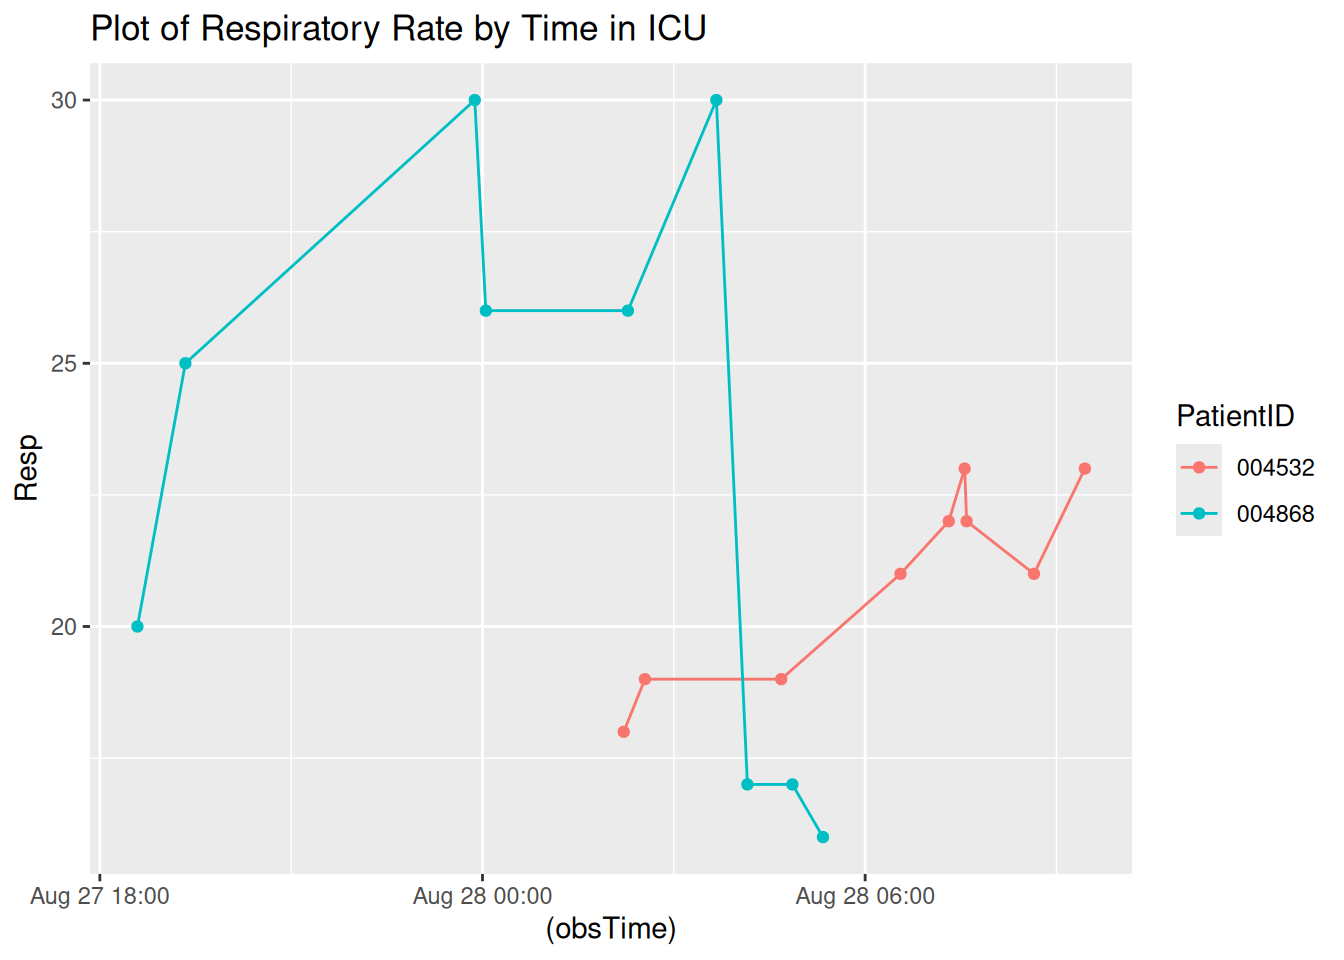 Plot of Respiratory Rate by Time in ICU
30
25
20
Resp
Aug 27 18:00
Aug 28 00:00
Aug 28 06:00
(obsTime)
PatientID
004532
004868